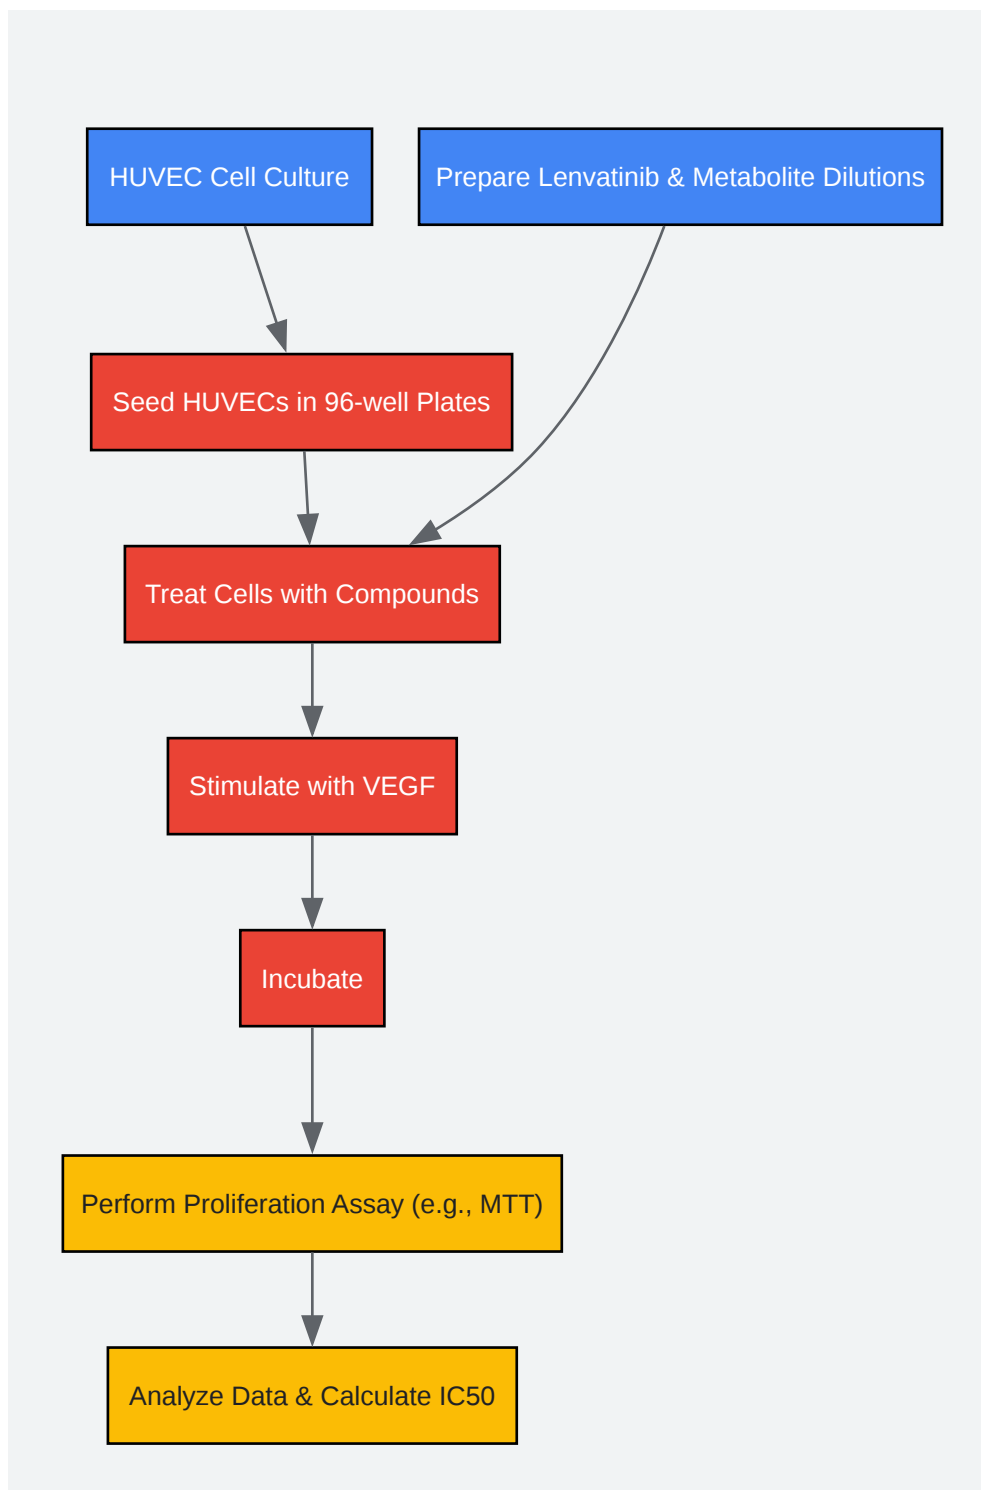 HUVEC Cell Culture
Prepare Lenvatinib & Metabolite Dilutions
Seed HUVECs in 96-well Plates
Treat Cells with Compounds
Stimulate with VEGF
Incubate
Perform Proliferation Assay (e.g., MTT)
Analyze Data & Calculate IC50